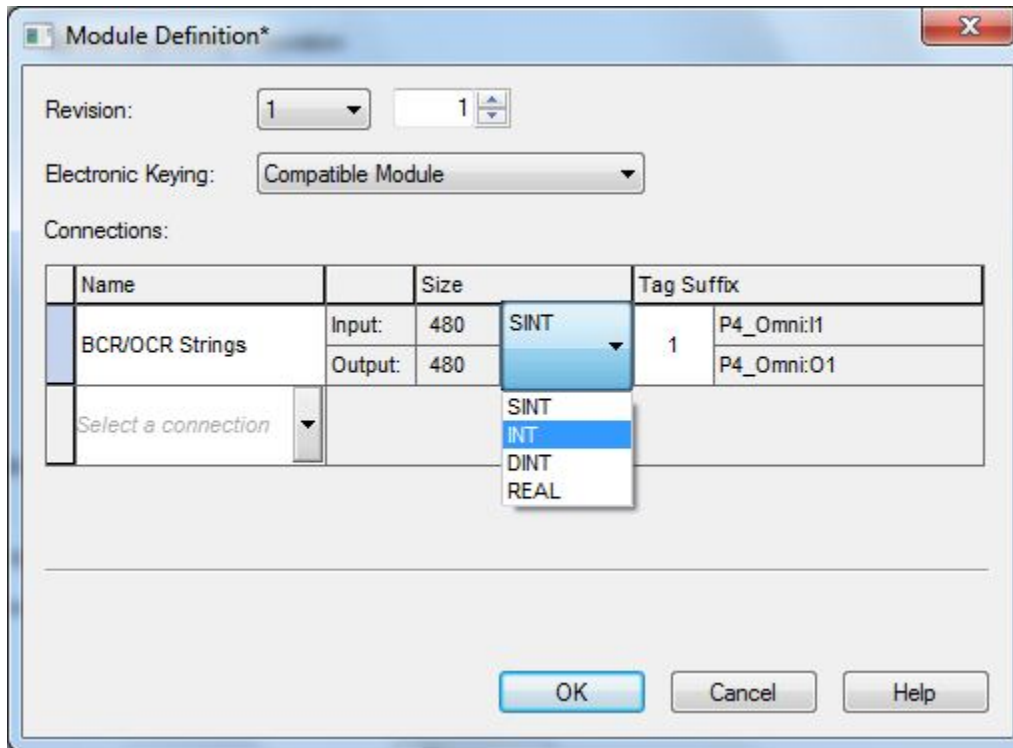 Module Definition*
Revision: 1 1
Electronic Keying: Compatible Module
Connections:
Name Size Tag Suffix
BCR/OCR Strings Input: 480 SINT 1 P4_Omni:I1
Output: 480 P4_Omni:O1
Select a connection
SINT
INT
DINT
REAL
OK Cancel Help